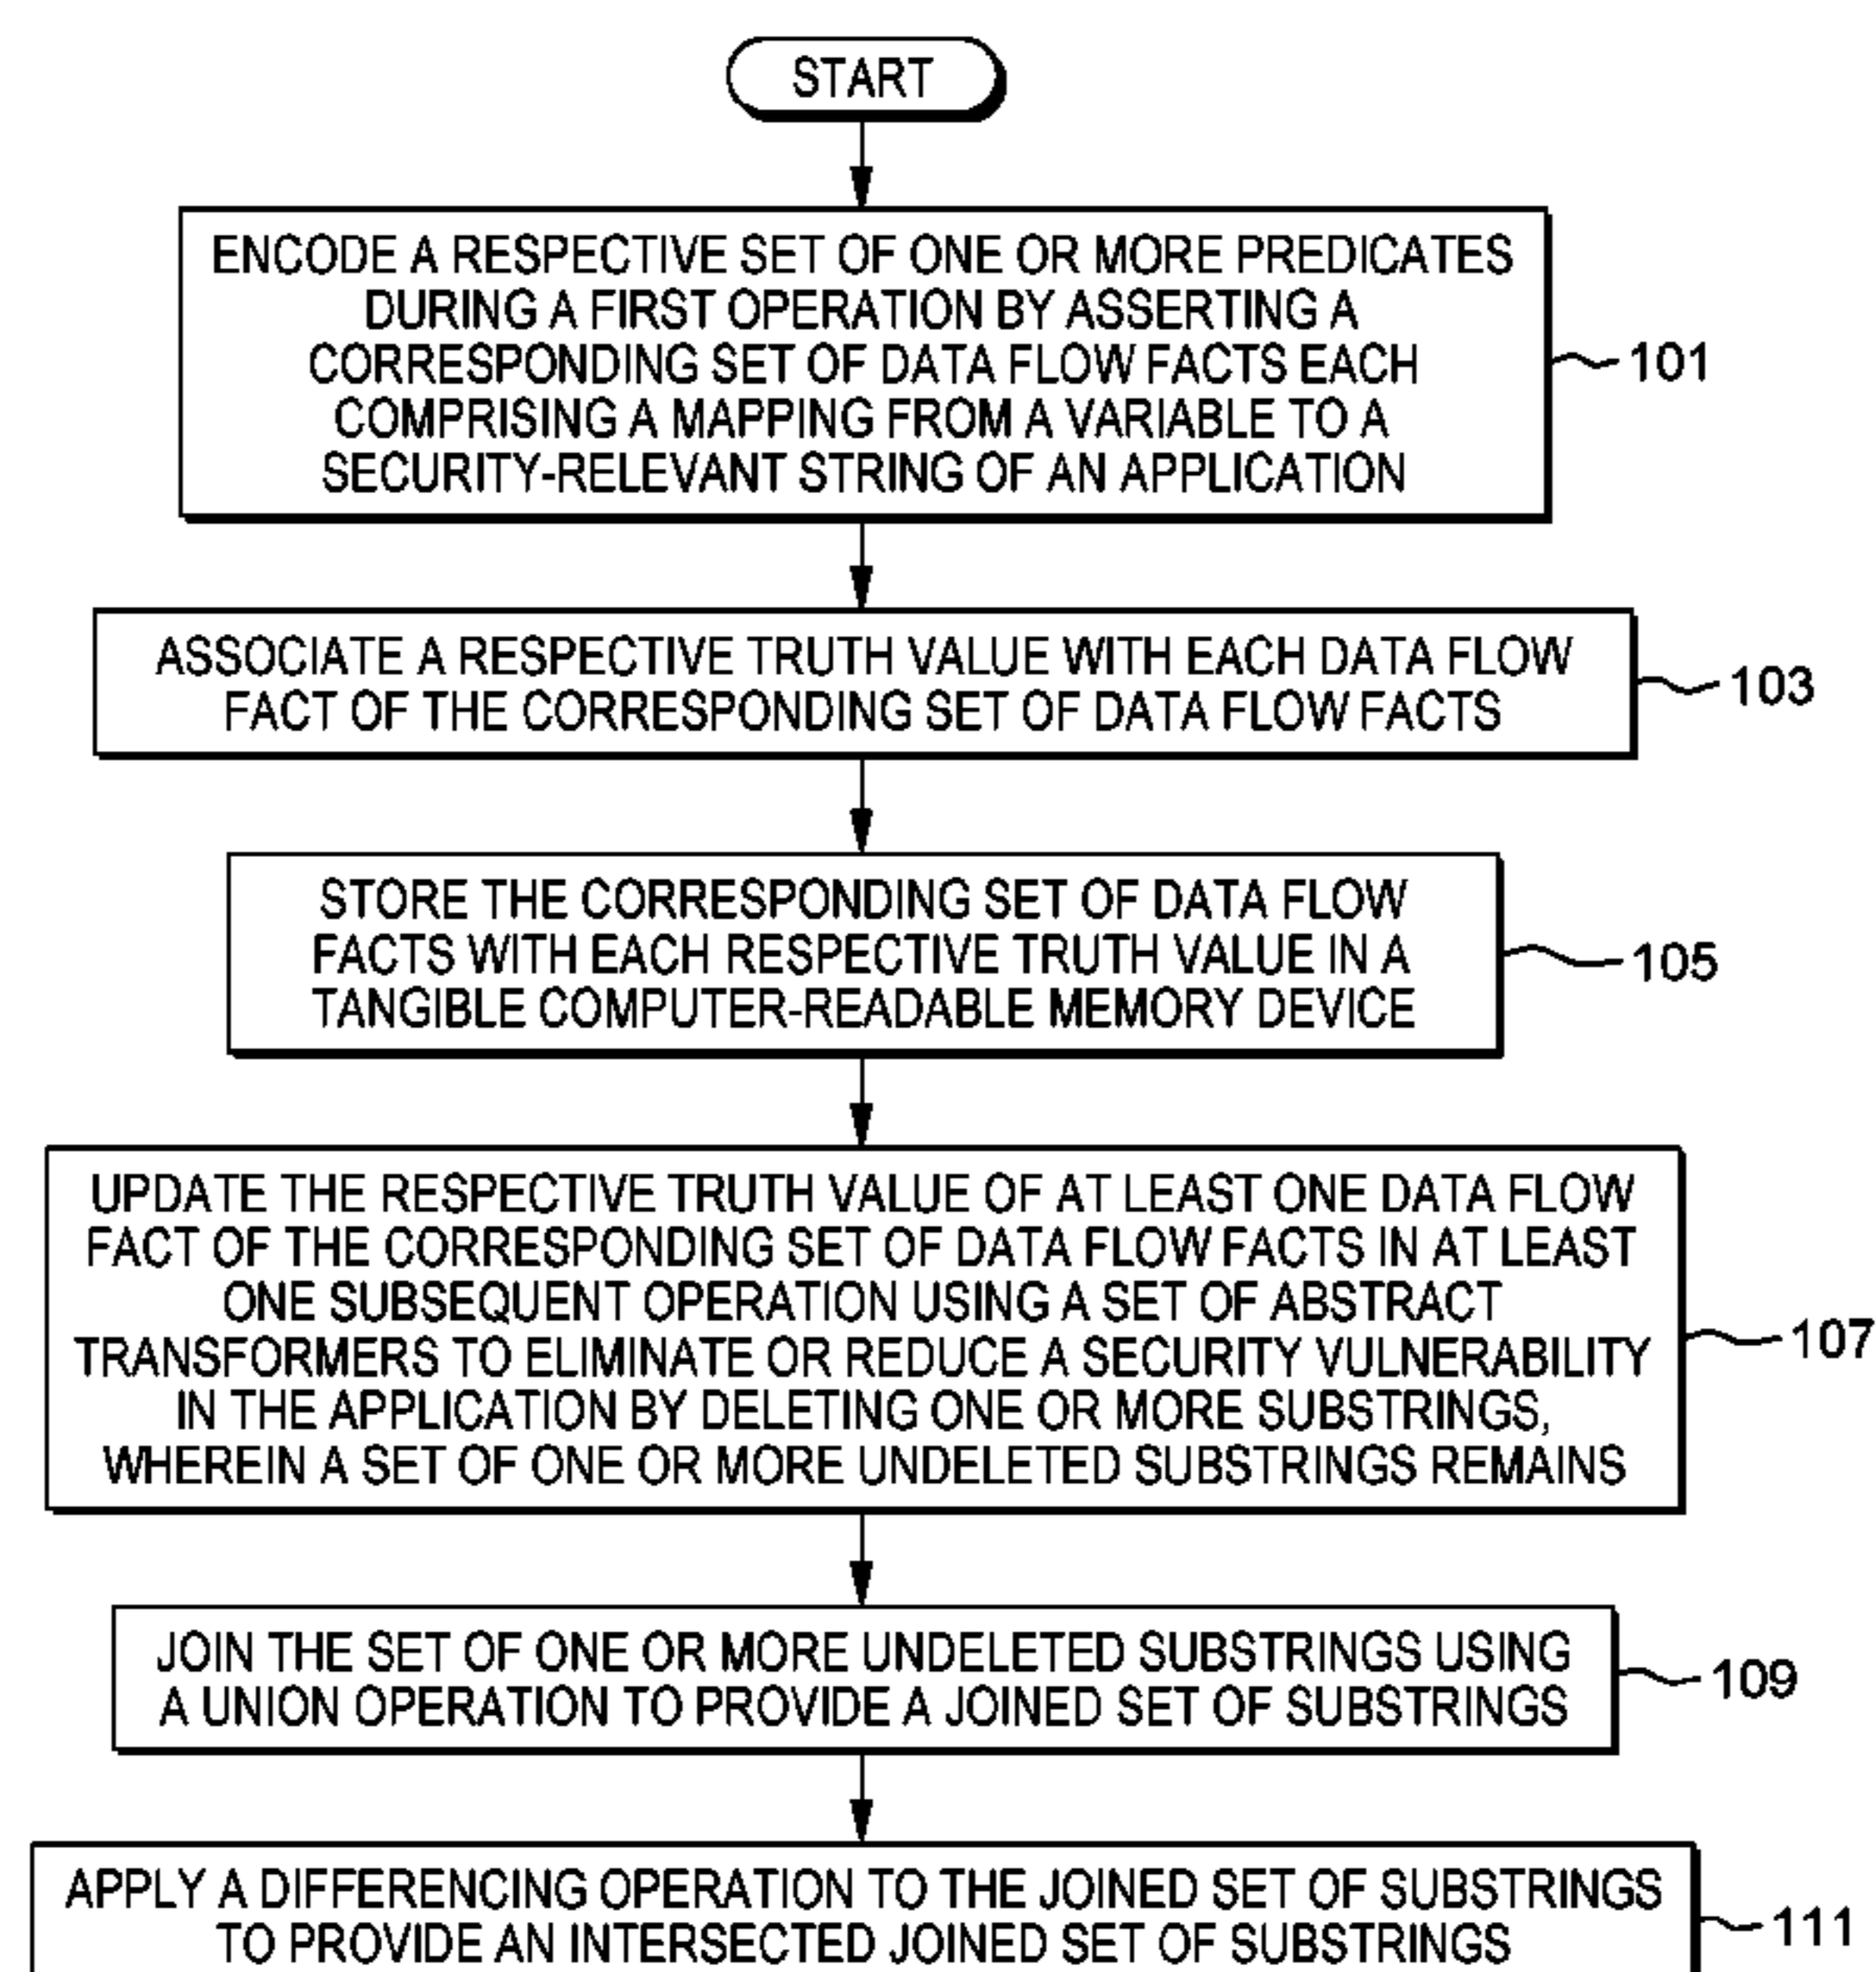 START
ENCODE A RESPECTIVE SET OF ONE OR MORE PREDICATES
DURING A FIRST OPERATION BY ASSERTING A
CORRESPONDING SET OF DATA FLOW FACTS EACH
COMPRISING A MAPPING FROM A VARIABLE TO A
SECURITY-RELEVANT STRING OF AN APPLICATION
101
ASSOCIATE A RESPECTIVE TRUTH VALUE WITH EACH DATA FLOW
FACT OF THE CORRESPONDING SET OF DATA FLOW FACTS
103
STORE THE CORRESPONDING SET OF DATA FLOW
FACTS WITH EACH RESPECTIVE TRUTH VALUE IN A
TANGIBLE COMPUTER-READABLE MEMORY DEVICE
105
UPDATE THE RESPECTIVE TRUTH VALUE OF AT LEAST ONE DATA FLOW
FACT OF THE CORRESPONDING SET OF DATA FLOW FACTS IN AT LEAST
ONE SUBSEQUENT OPERATION USING A SET OF ABSTRACT
TRANSFORMERS TO ELIMINATE OR REDUCE A SECURITY VULNERABILITY
IN THE APPLICATION BY DELETING ONE OR MORE SUBSTRINGS,
WHEREIN A SET OF ONE OR MORE UNDELETED SUBSTRINGS REMAINS
107
JOIN THE SET OF ONE OR MORE UNDELETED SUBSTRINGS USING
A UNION OPERATION TO PROVIDE A JOINED SET OF SUBSTRINGS
109
APPLY A DIFFERENCING OPERATION TO THE JOINED SET OF SUBSTRINGS
TO PROVIDE AN INTERSECTED JOINED SET OF SUBSTRINGS
111